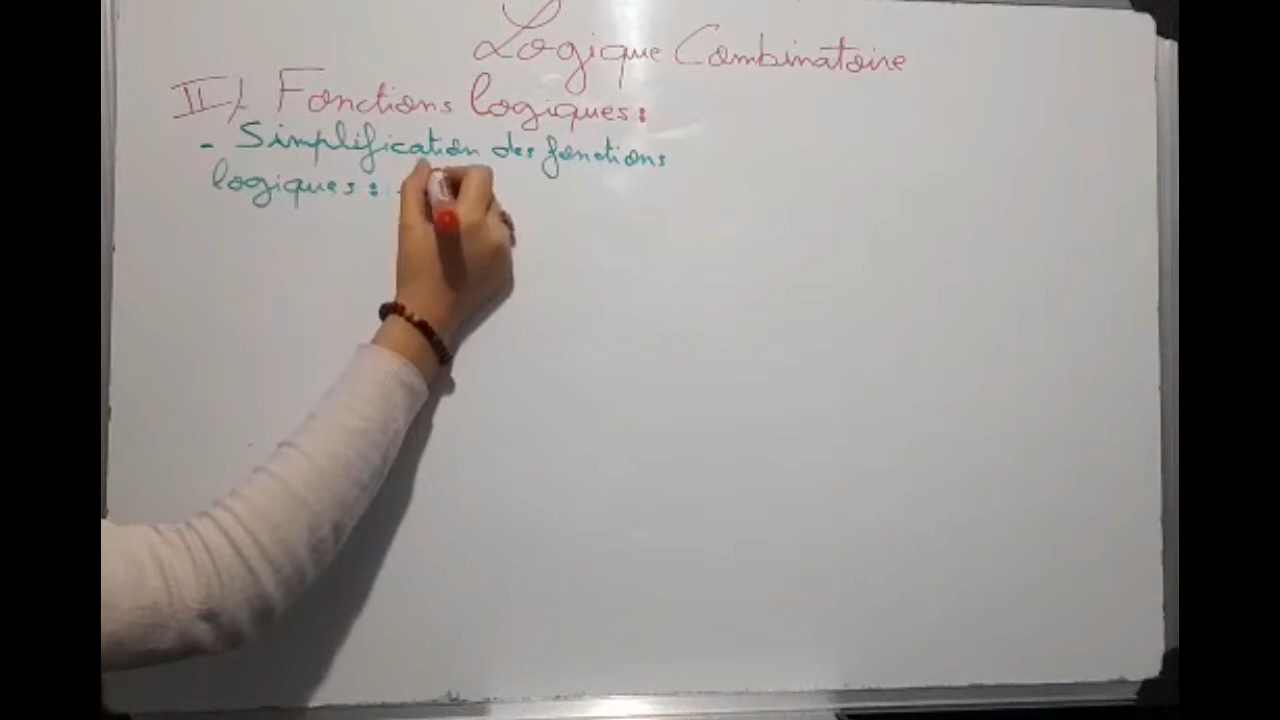 Logique Combinatoire
II/. Fonctions logiques:
- Simplification des fonctions
logiques: